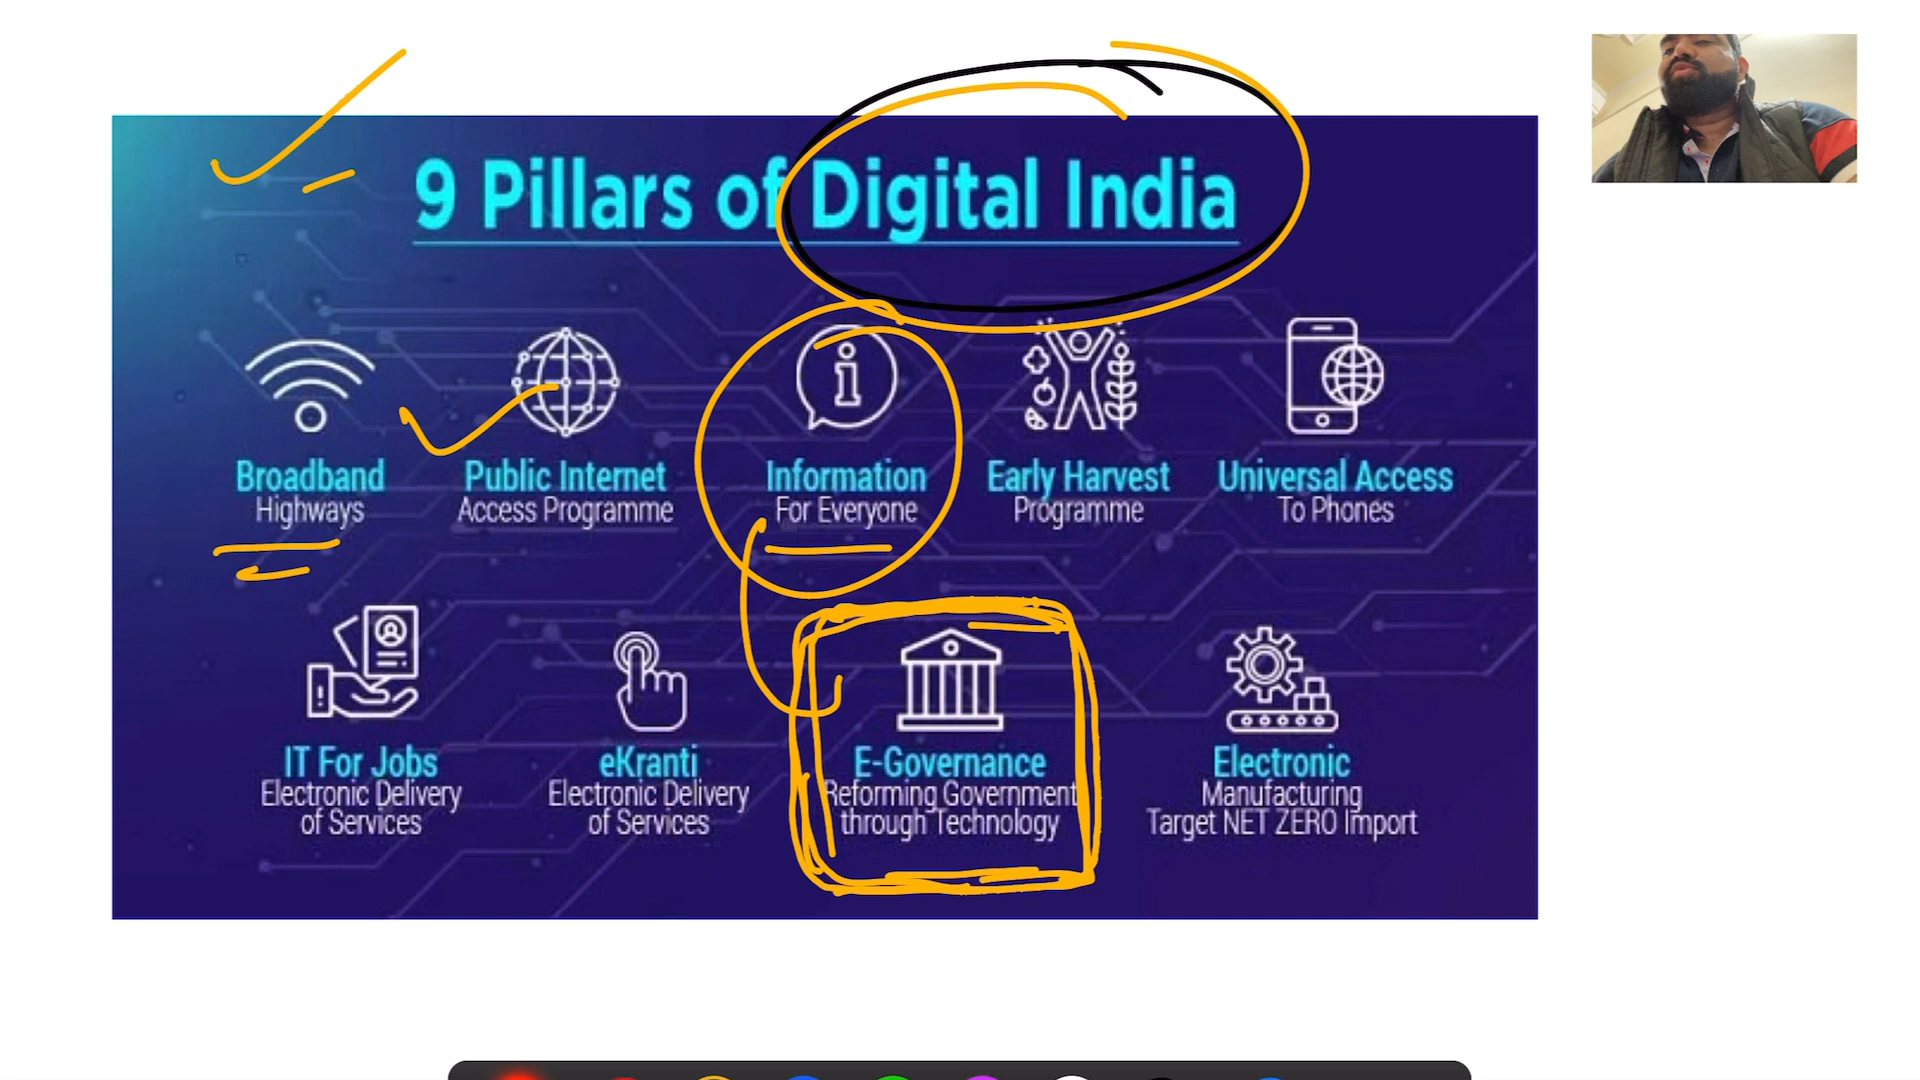 9 Pillars of Digital India
Broadband
Highways
Public Internet
Access Programme
Information
For Everyone
Early Harvest
Programme
Universal Access
To Phones
IT For Jobs
Electronic Delivery
of Services
eKranti
Electronic Delivery
of Services
E-Governance
Reforming Government
through Technology
Electronic
Manufacturing
Target NET ZERO Import